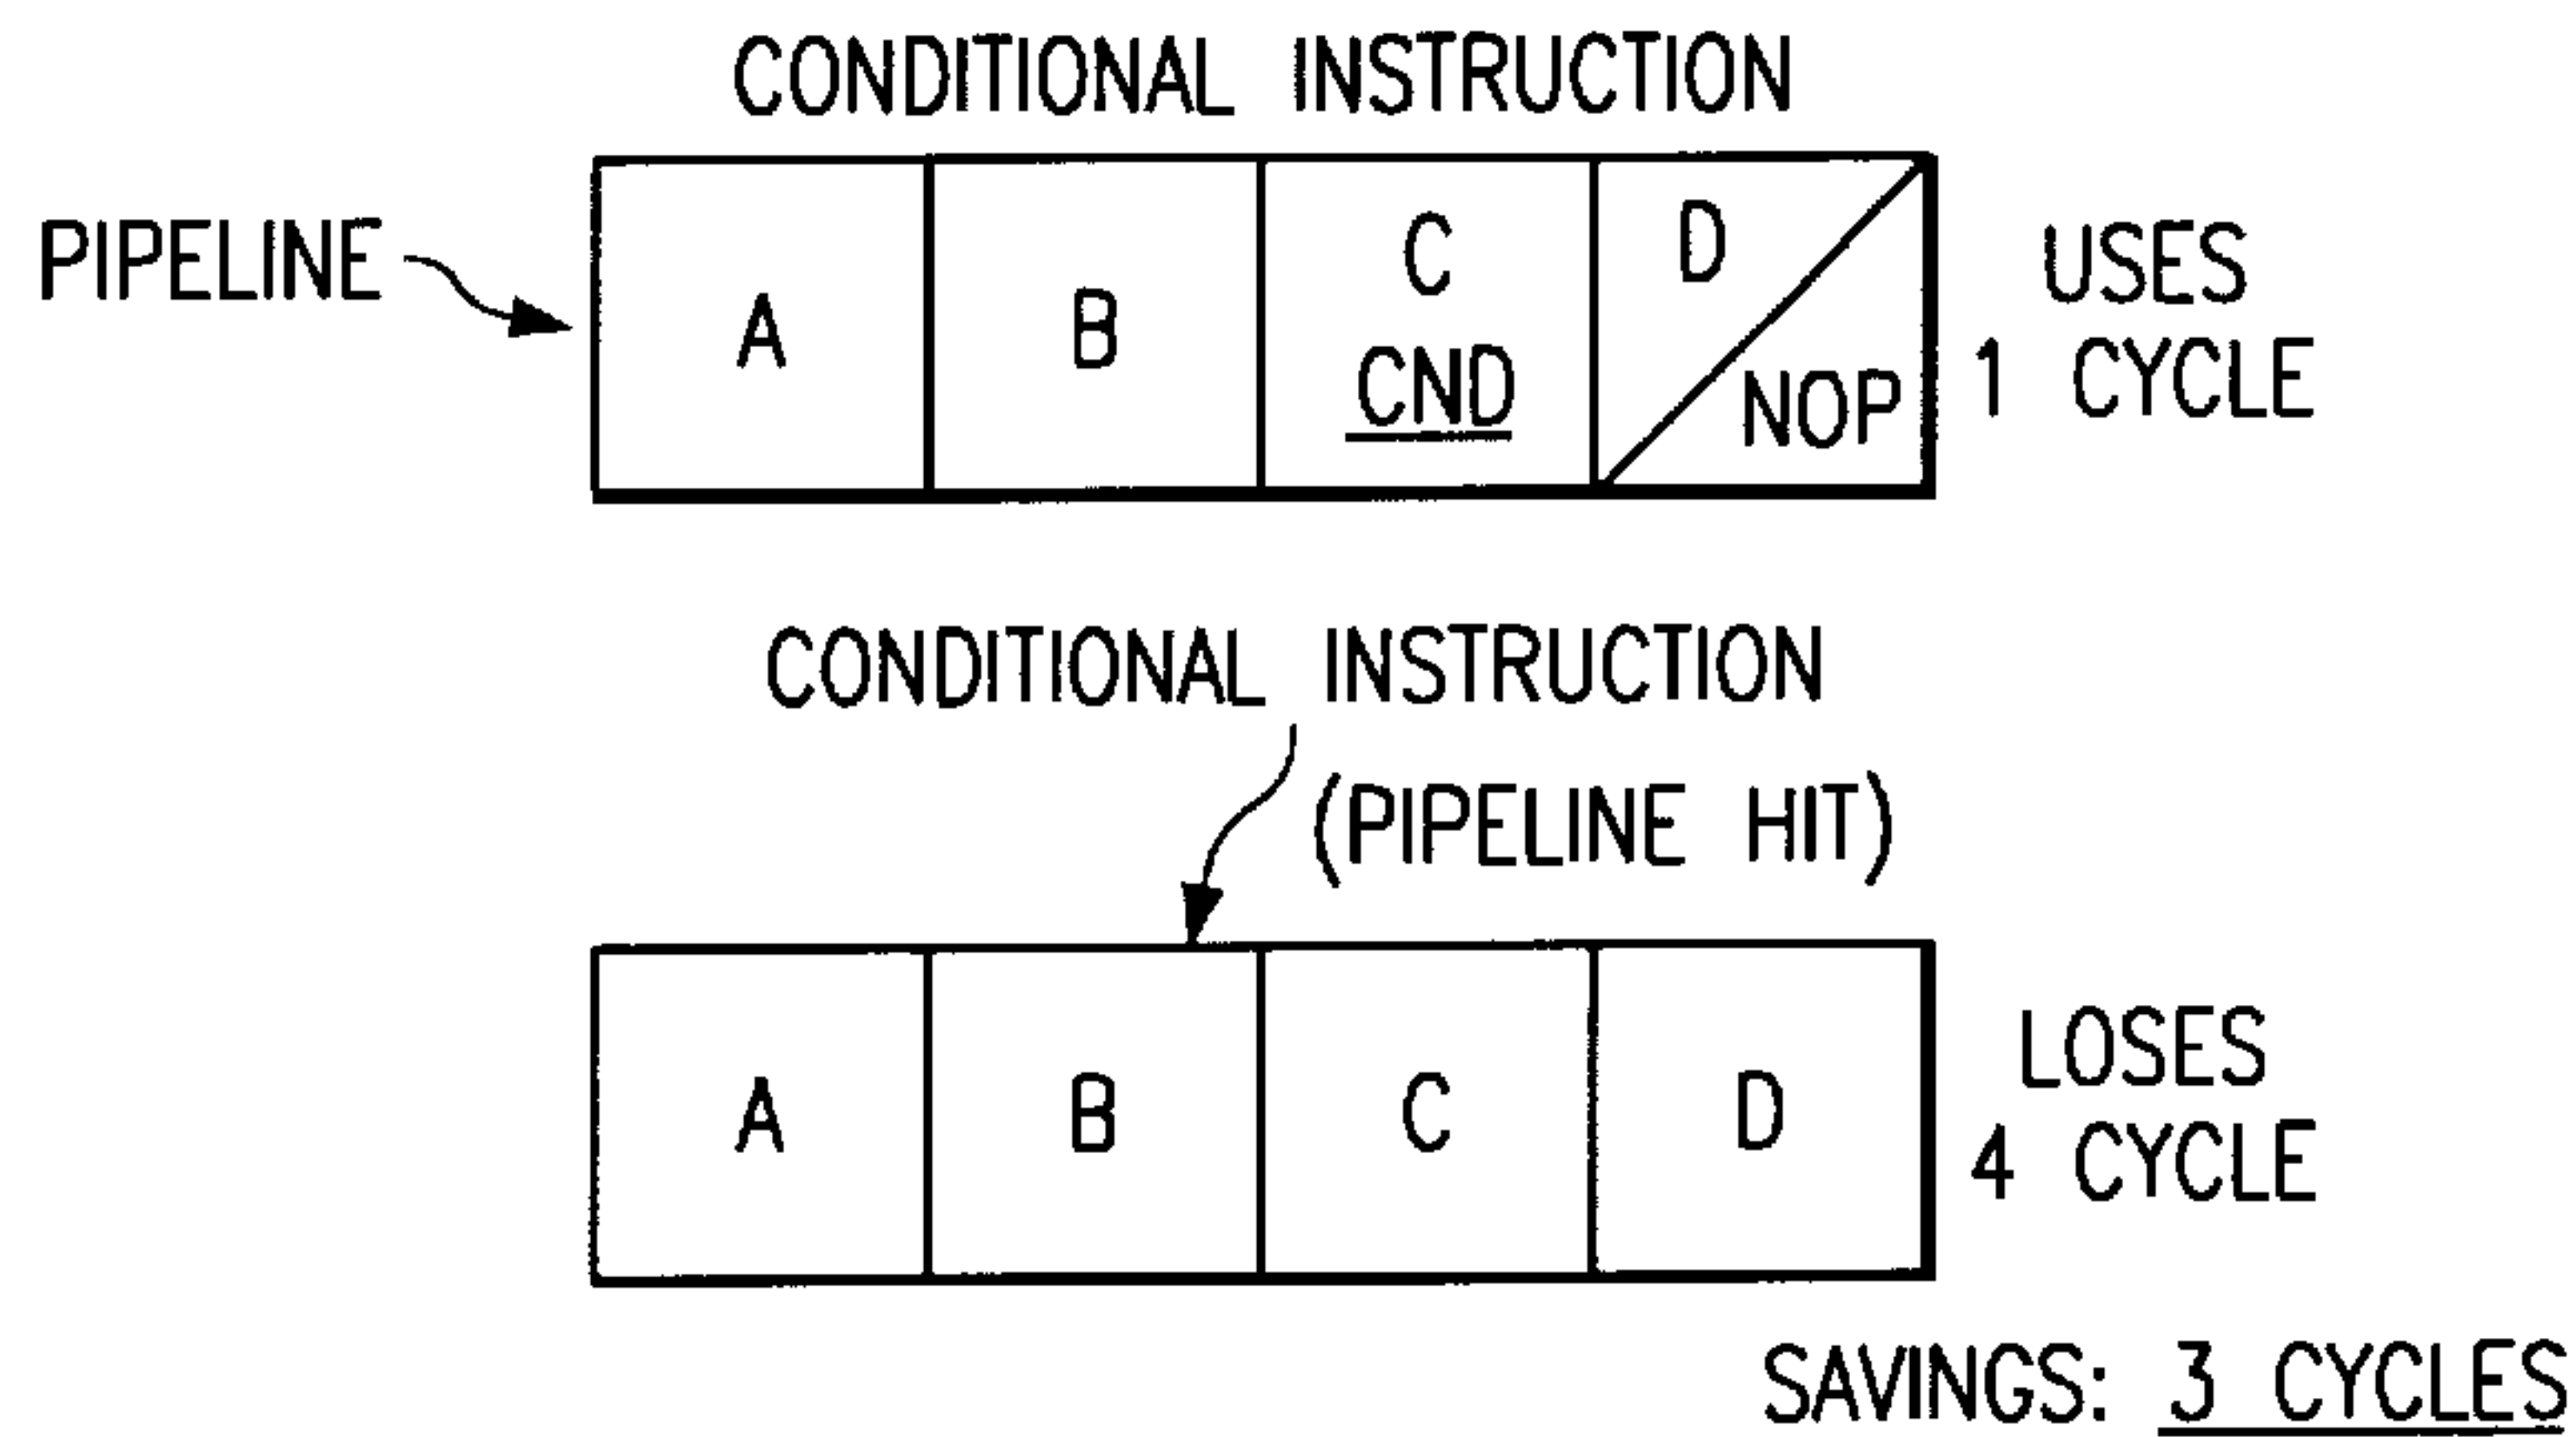 CONDITIONAL INSTRUCTION
PIPELINE
A
B
C
CND
D
NOP
USES
1 CYCLE
CONDITIONAL INSTRUCTION
(PIPELINE HIT)
A
B
C
D
LOSES
4 CYCLE
SAVINGS: 3 CYCLES